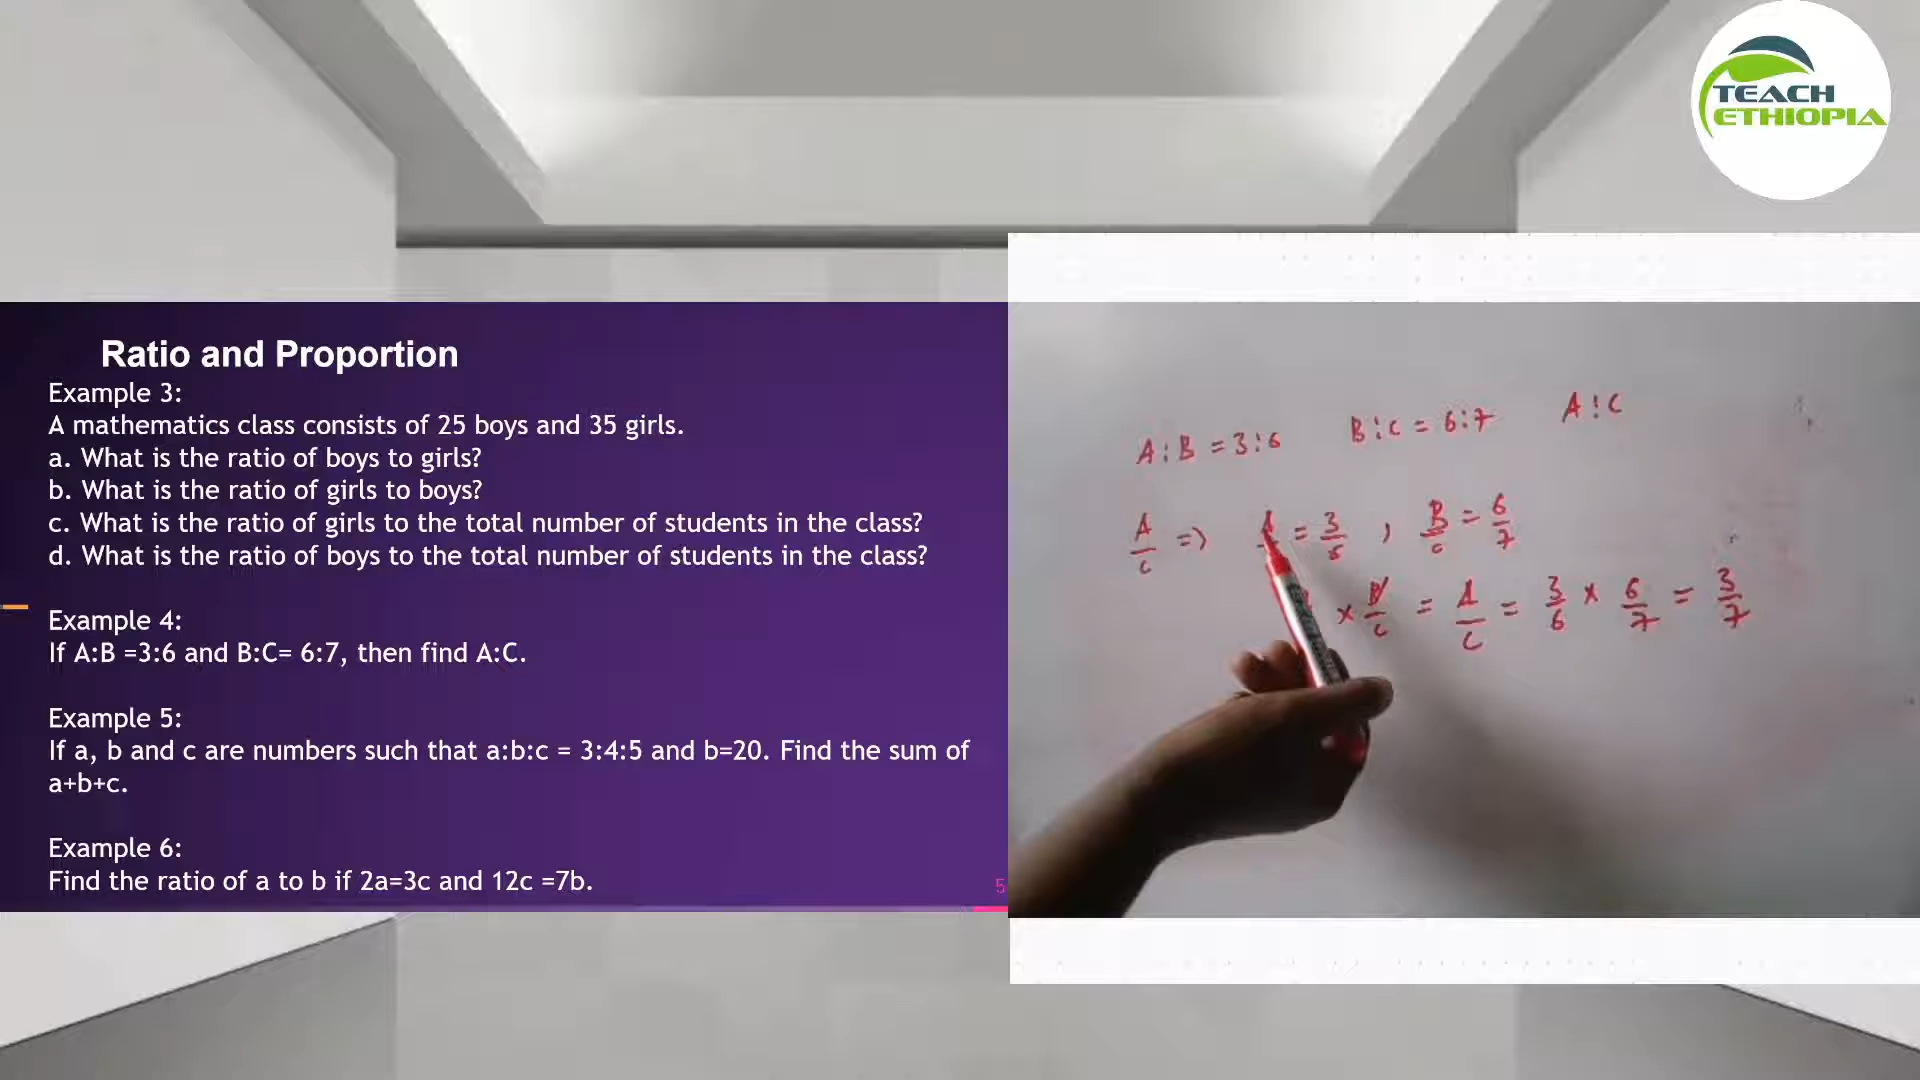 TEACH
ETHIOPIA
Ratio and Proportion
Example 3:
A mathematics class consists of 25 boys and 35 girls.
a. What is the ratio of boys to girls?
b. What is the ratio of girls to boys?
c. What is the ratio of girls to the total number of students in the class?
d. What is the ratio of boys to the total number of students in the class?
Example 4:
If A:B =3:6 and B:C= 6:7, then find A:C.
Example 5:
If a, b and c are numbers such that a:b:c = 3:4:5 and b=20. Find the sum of
a+b+c.
Example 6:
Find the ratio of a to b if 2a=3c and 12c =7b.
5
A:B = 3:6 B:C = 6:7 A:C
A/C => A = 3/6 , B/C = 6/7
× B/C = A/C = 3/6 × 6/7 = 3/7